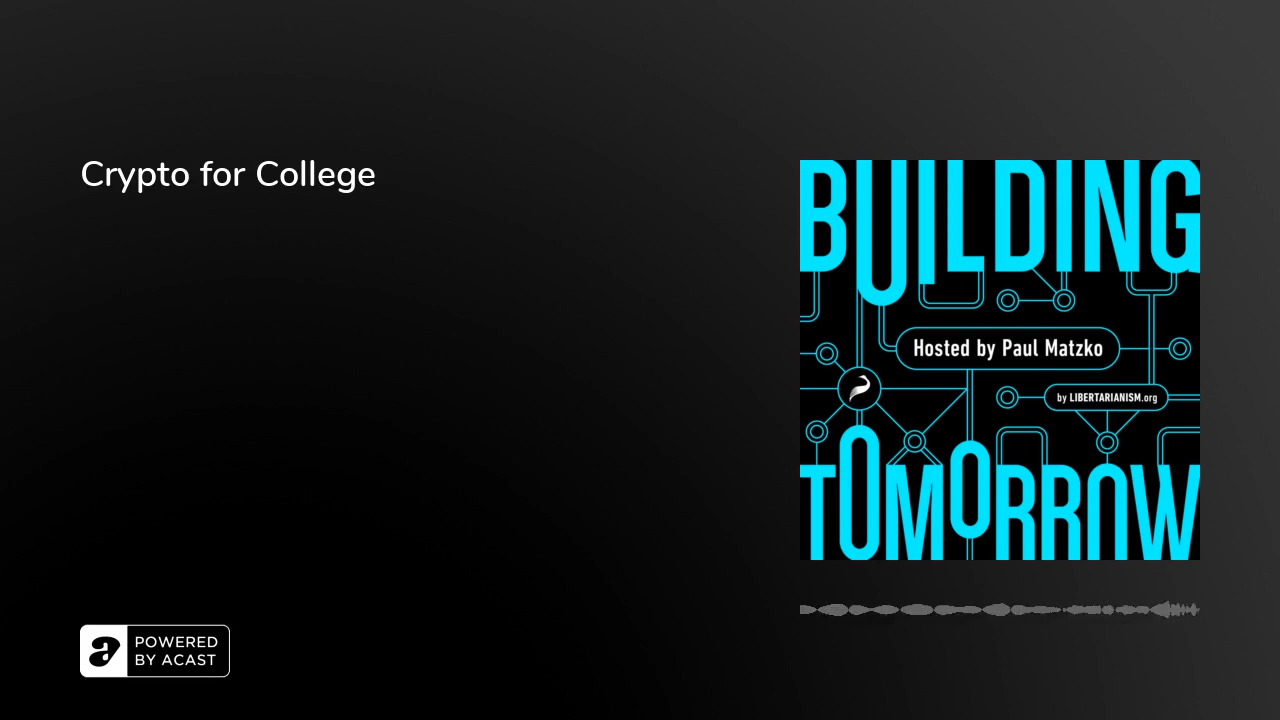 Crypto for College
BUILDING
Hosted by Paul Matzko
by LIBERTARIANISM.org
TOMORROW
POWERED
BY ACAST